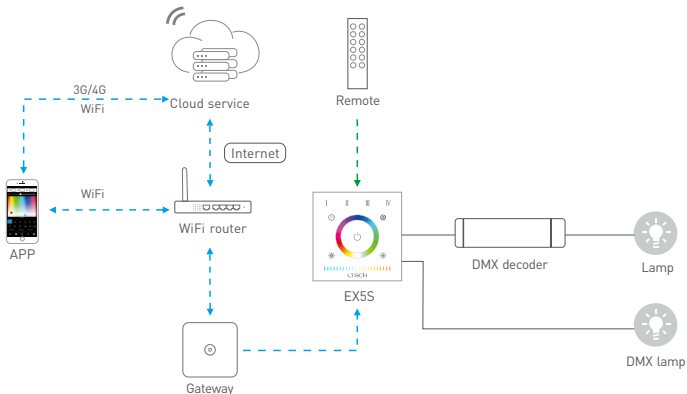 3G/4G
WiFi
Cloud service
Remote
Internet
WiFi
WiFi router
APP
I II III IV
LTECH
EX5S
DMX decoder
Lamp
DMX lamp
Gateway